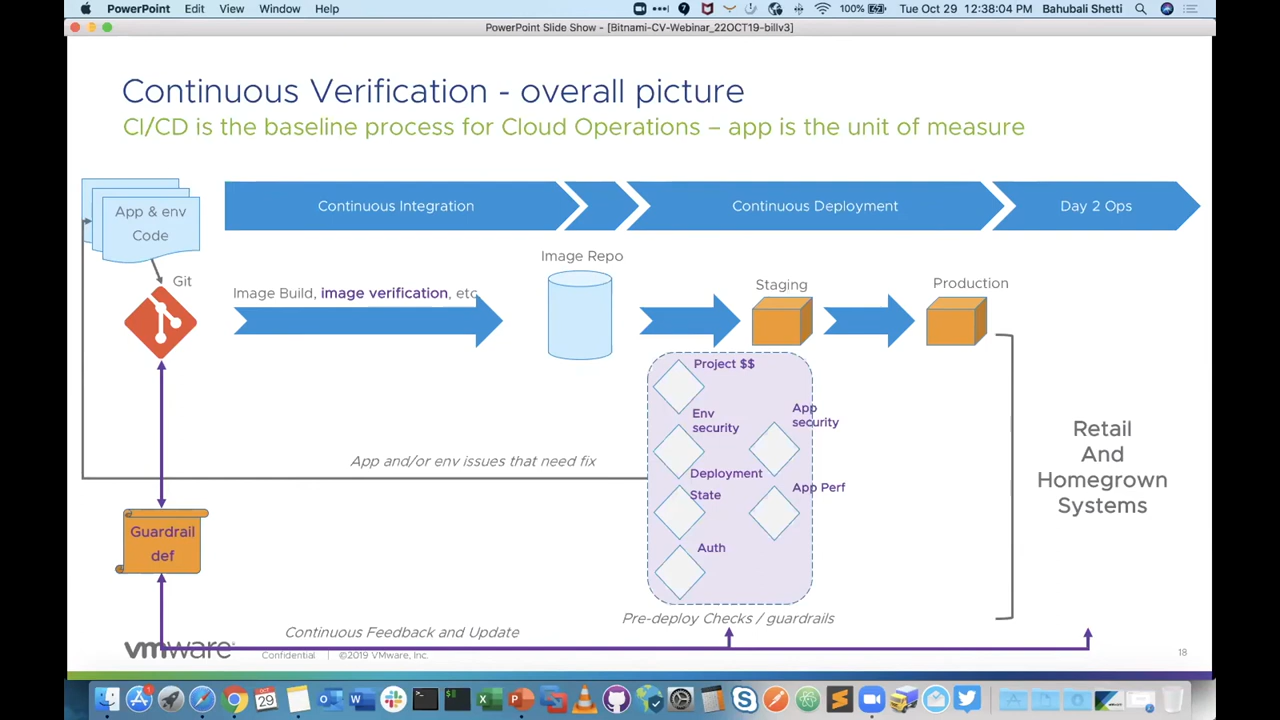 PowerPoint Edit View Window Help 100% Tue Oct 29 12:38:04 PM Bahubali Shetti
PowerPoint Slide Show - [Bitnami-CV-Webinar_22OCT19-billv3]
Continuous Verification - overall picture
CI/CD is the baseline process for Cloud Operations – app is the unit of measure
App & env
Code
Continuous Integration
Continuous Deployment
Day 2 Ops
Git
Image Build, image verification, etc
Image Repo
Staging
Production
Project $$
Env
security
App
security
Deployment
State
App Perf
Auth
App and/or env issues that need fix
Guardrail
def
Retail
And
Homegrown
Systems
Pre-deploy Checks / guardrails
Continuous Feedback and Update
vmware
Confidential | ©2019 VMware, Inc.
18